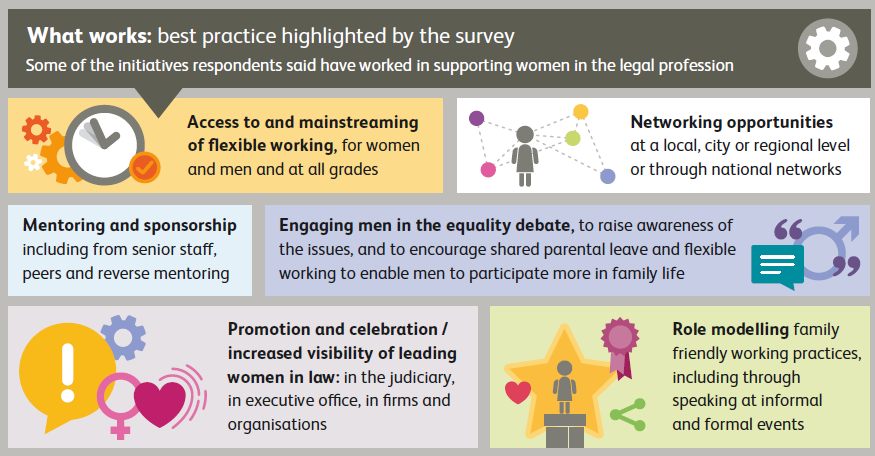 What works: best practice highlighted by the survey
Some of the initiatives respondents said have worked in supporting women in the legal profession
Access to and mainstreaming
of flexible working, for women
and men and at all grades
Networking opportunities
at a local, city or regional level
or through national networks
Mentoring and sponsorship
including from senior staff,
peers and reverse mentoring
Engaging men in the equality debate, to raise awareness of
the issues, and to encourage shared parental leave and flexible
working to enable men to participate more in family life
Promotion and celebration /
increased visibility of leading
women in law: in the judiciary,
in executive office, in firms and
organisations
Role modelling family
friendly working practices,
including through
speaking at informal
and formal events